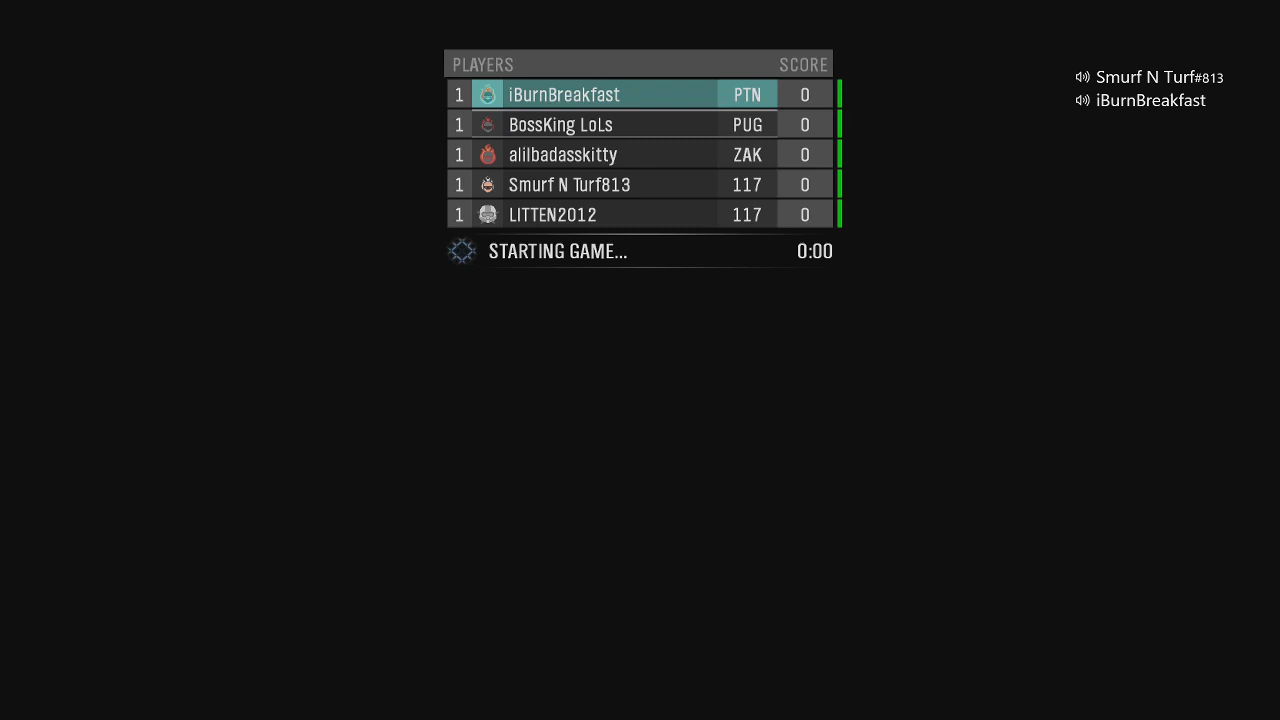 PLAYERS SCORE
1 iBurnBreakfast PTN 0
1 BossKing LoLs PUG 0
1 alilbadasskitty ZAK 0
1 Smurf N Turf813 117 0
1 LITTEN2012 117 0
STARTING GAME... 0:00
Smurf N Turf#813
iBurnBreakfast